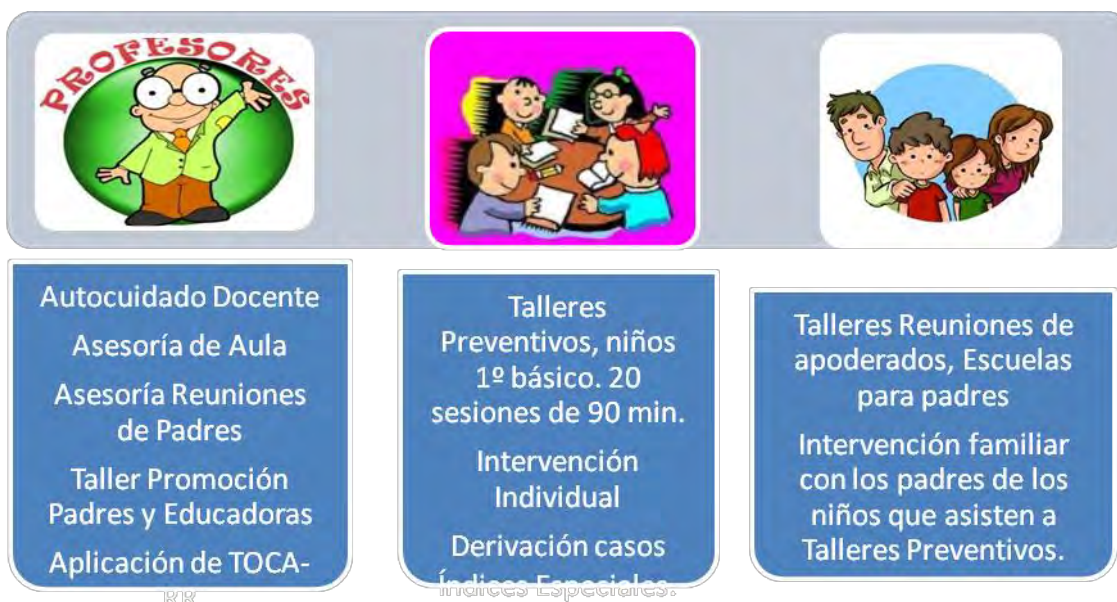 PROFESORES
Autocuidado Docente
Asesoría de Aula
Asesoría Reuniones
de Padres
Taller Promoción
Padres y Educadoras
Aplicación de TOCA-
RR
Talleres
Preventivos, niños
1º básico. 20
sesiones de 90 min.
Intervención
Individual
Derivación casos
Índices Especiales.
Talleres Reuniones de
apoderados, Escuelas
para padres
Intervención familiar
con los padres de los
niños que asisten a
Talleres Preventivos.